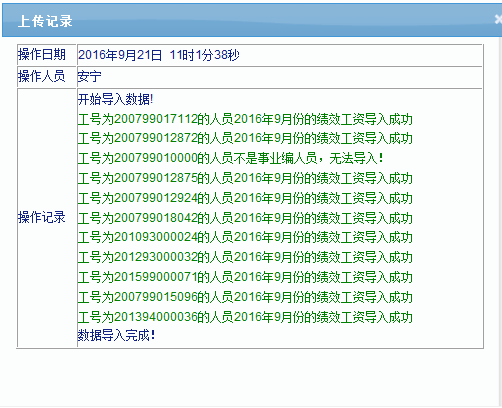 上传记录
操作日期 2016年9月21日 11时1分38秒
操作人员 安宁
操作记录
开始导入数据!
工号为200799017112的人员2016年9月份的绩效工资导入成功
工号为200799012872的人员2016年9月份的绩效工资导入成功
工号为200799010000的人员不是事业编人员，无法导入!
工号为200799012875的人员2016年9月份的绩效工资导入成功
工号为200799012924的人员2016年9月份的绩效工资导入成功
工号为200799018042的人员2016年9月份的绩效工资导入成功
工号为201093000024的人员2016年9月份的绩效工资导入成功
工号为201293000032的人员2016年9月份的绩效工资导入成功
工号为201599000071的人员2016年9月份的绩效工资导入成功
工号为200799015096的人员2016年9月份的绩效工资导入成功
工号为201394000036的人员2016年9月份的绩效工资导入成功
数据导入完成!